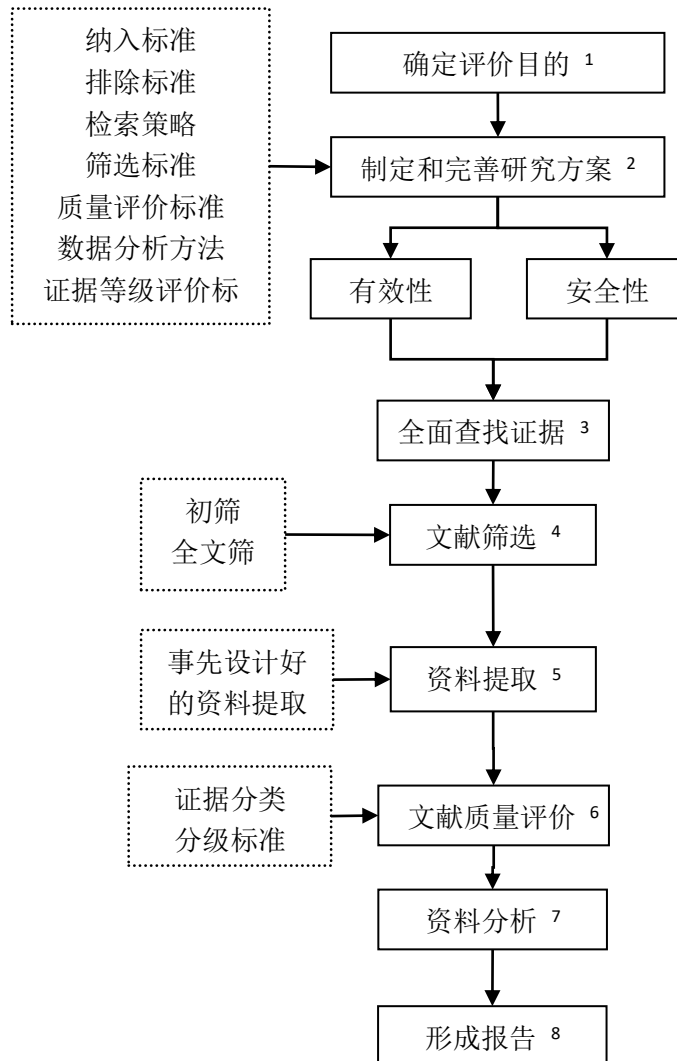 纳入标准
排除标准
检索策略
筛选标准
质量评价标准
数据分析方法
证据等级评价标
确定评价目的 1
制定和完善研究方案 2
有效性
安全性
全面查找证据 3
初筛
全文筛
文献筛选 4
事先设计好
的资料提取
资料提取 5
证据分类
分级标准
文献质量评价 6
资料分析 7
形成报告 8